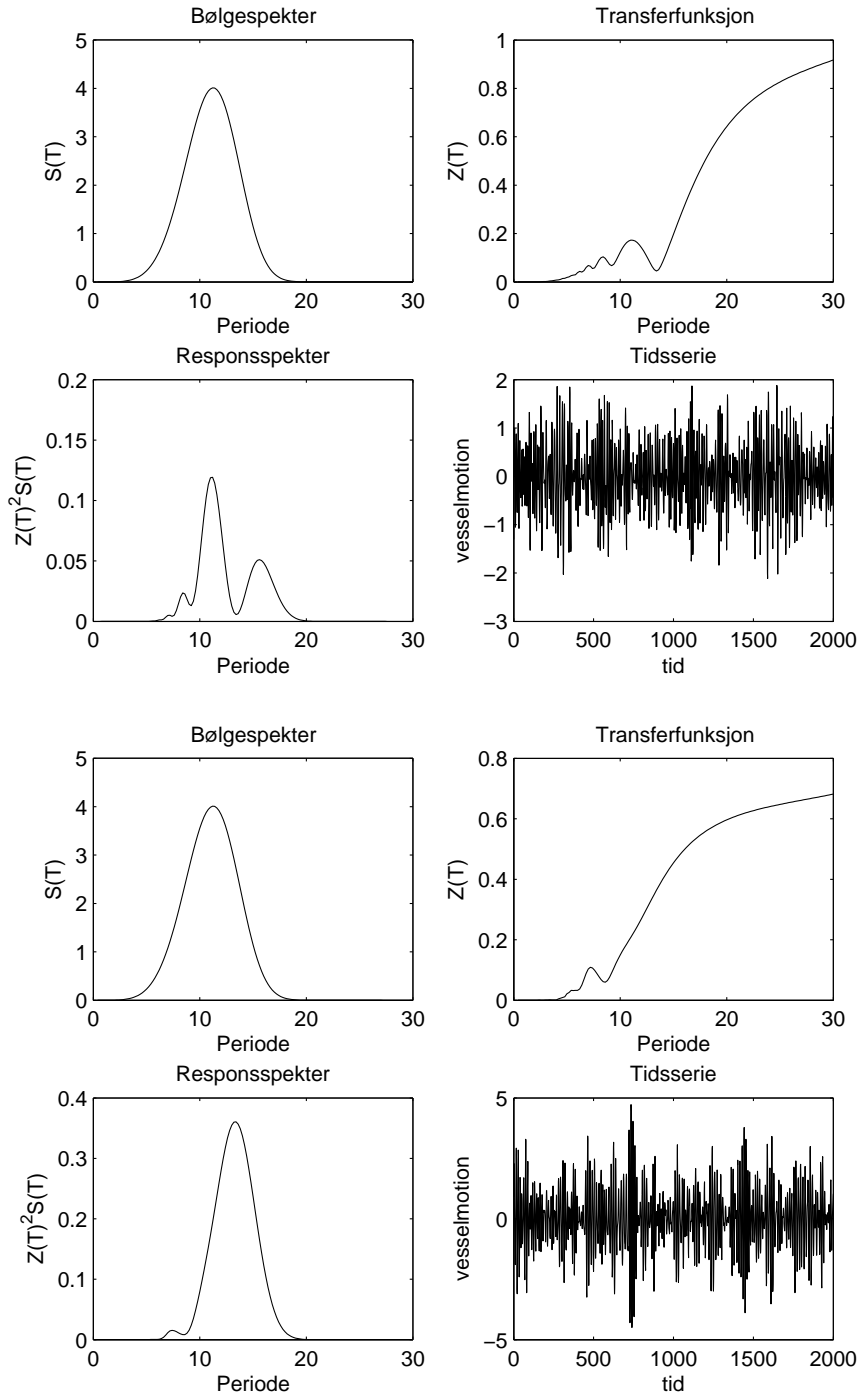 Bølgespekter
5
4
3
2
1
0
S(T)
0 10 20 30
Periode
Transferfunksjon
1
0.8
0.6
0.4
0.2
0
Z(T)
0 10 20 30
Periode
Responsspekter
0.2
0.15
0.1
0.05
0
Z(T)²S(T)
0 10 20 30
Periode
Tidsserie
2
1
0
−1
−2
−3
vesselmotion
0 500 1000 1500 2000
tid
Bølgespekter
5
4
3
2
1
0
S(T)
0 10 20 30
Periode
Transferfunksjon
0.8
0.6
0.4
0.2
0
Z(T)
0 10 20 30
Periode
Responsspekter
0.4
0.3
0.2
0.1
0
Z(T)²S(T)
0 10 20 30
Periode
Tidsserie
5
0
−5
vesselmotion
0 500 1000 1500 2000
tid